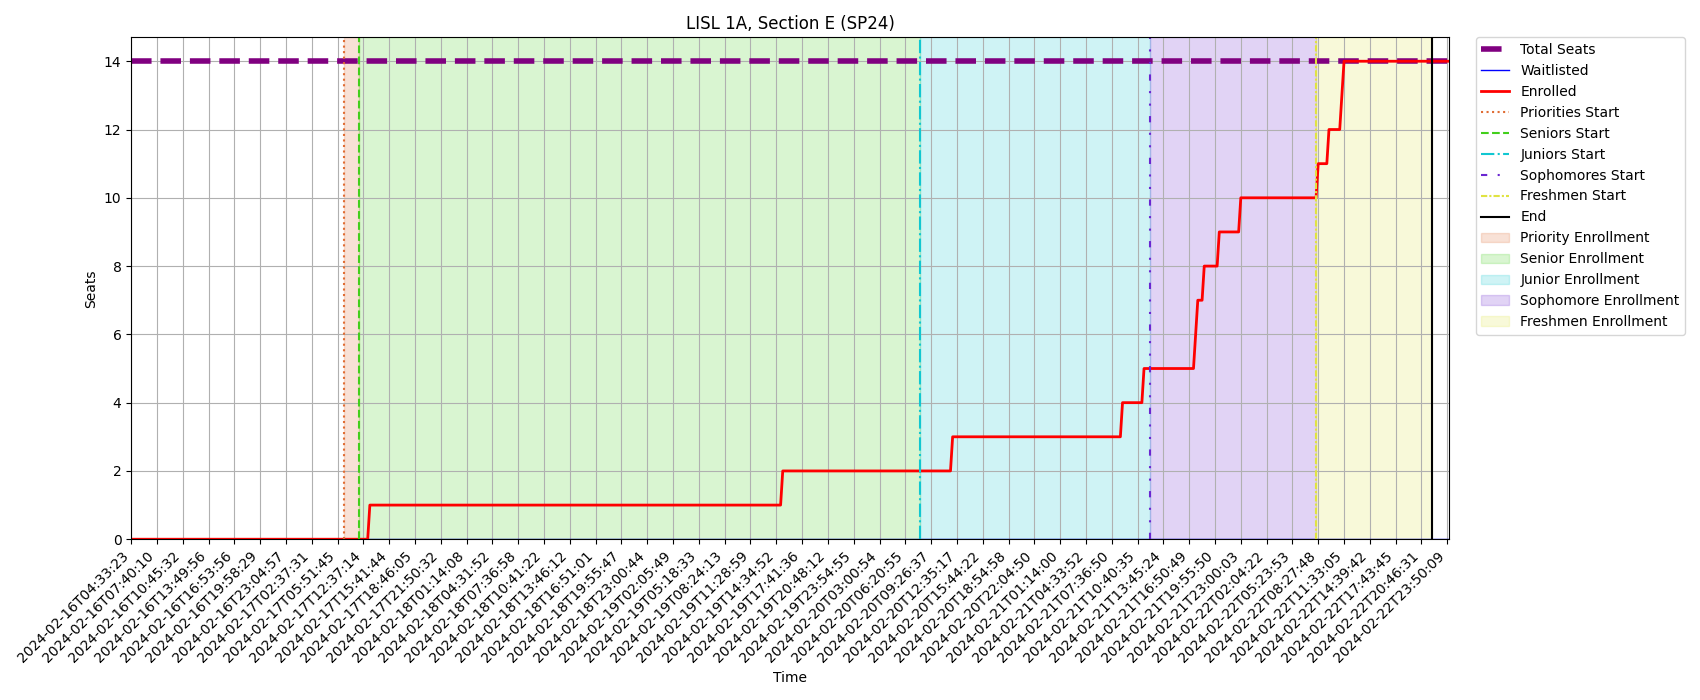 LISL 1A, Section E (SP24)
Total Seats
Waitlisted
Enrolled
Priorities Start
Seniors Start
Juniors Start
Sophomores Start
Freshmen Start
End
Priority Enrollment
Senior Enrollment
Junior Enrollment
Sophomore Enrollment
Freshmen Enrollment
Seats
14
12
10
8
6
4
2
0
2024-02-16T04:33:23
2024-02-16T07:40:10
2024-02-16T10:45:32
2024-02-16T13:49:56
2024-02-16T16:53:56
2024-02-16T19:58:29
2024-02-16T23:04:57
2024-02-17T02:37:31
2024-02-17T05:51:45
2024-02-17T12:37:14
2024-02-17T15:41:44
2024-02-17T18:46:05
2024-02-17T21:50:32
2024-02-18T01:14:08
2024-02-18T04:31:52
2024-02-18T07:36:58
2024-02-18T10:41:22
2024-02-18T13:46:12
2024-02-18T16:51:01
2024-02-18T19:55:47
2024-02-18T23:00:44
2024-02-19T02:05:49
2024-02-19T05:18:33
2024-02-19T08:24:13
2024-02-19T11:28:59
2024-02-19T14:34:52
2024-02-19T17:41:36
2024-02-19T20:48:12
2024-02-19T23:54:55
2024-02-20T03:00:54
2024-02-20T06:20:55
2024-02-20T09:26:37
2024-02-20T12:35:17
2024-02-20T15:44:22
2024-02-20T18:54:58
2024-02-20T22:04:50
2024-02-21T01:14:00
2024-02-21T04:33:52
2024-02-21T07:36:50
2024-02-21T10:40:35
2024-02-21T13:45:24
2024-02-21T16:50:49
2024-02-21T19:55:50
2024-02-21T23:00:03
2024-02-22T02:04:22
2024-02-22T05:23:53
2024-02-22T08:27:48
2024-02-22T11:33:05
2024-02-22T14:39:42
2024-02-22T17:43:45
2024-02-22T20:46:31
2024-02-22T23:50:09
Time